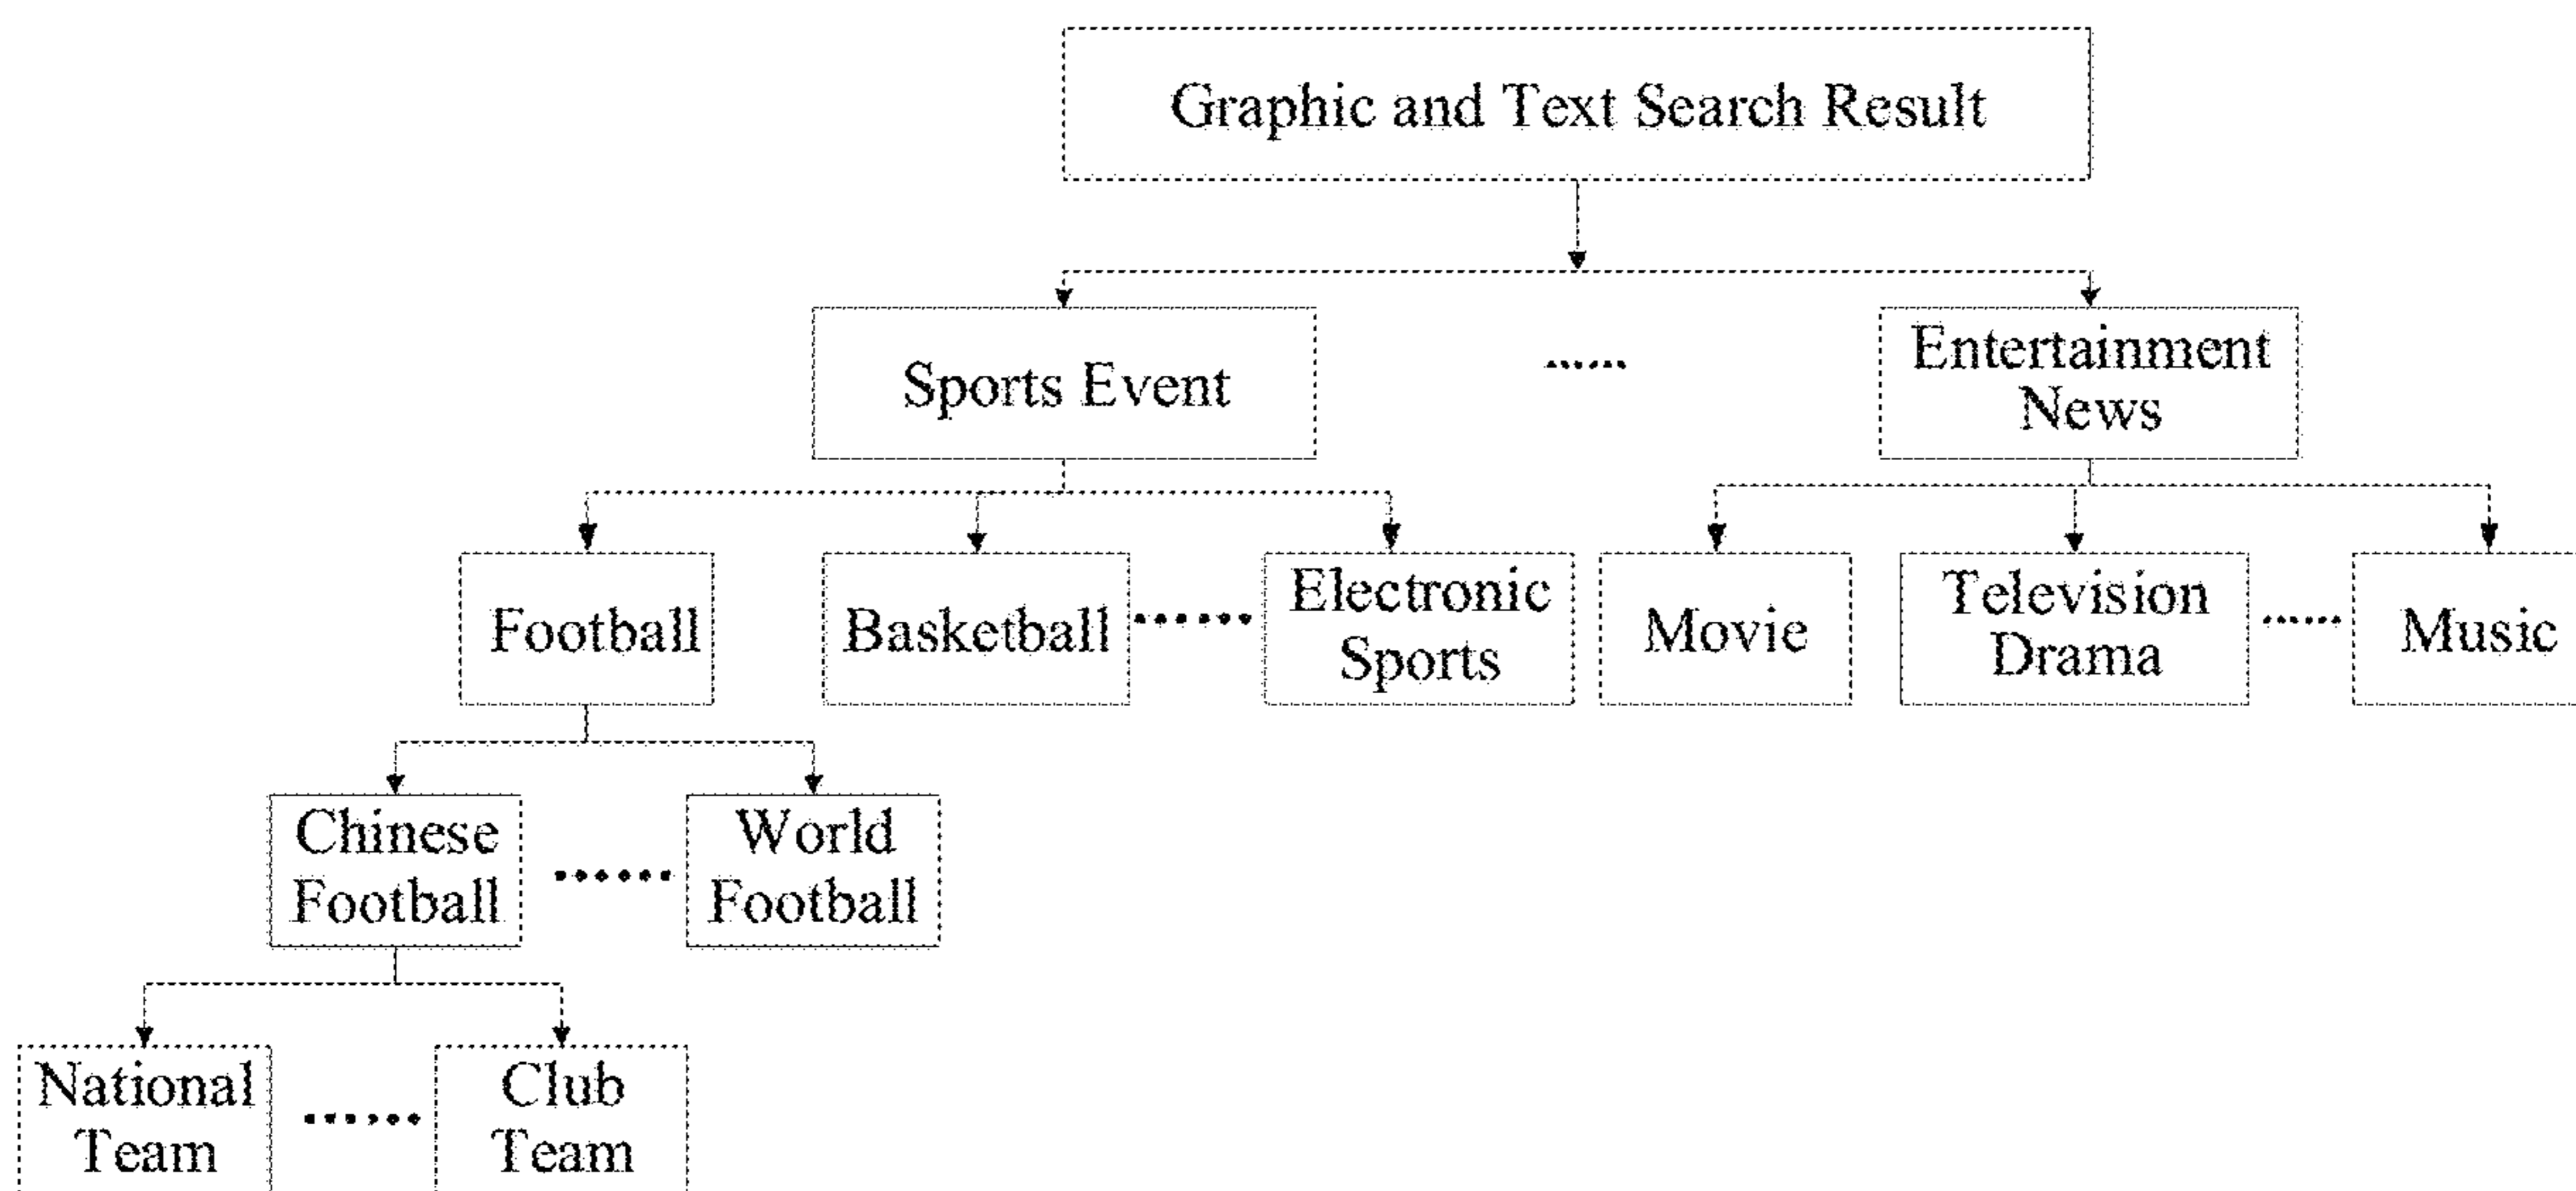 Graphic and Text Search Result
Sports Event
......
Entertainment
News
Football
Basketball
......
Electronic
Sports
Movie
Television
Drama
......
Music
Chinese
Football
......
World
Football
National
Team
......
Club
Team